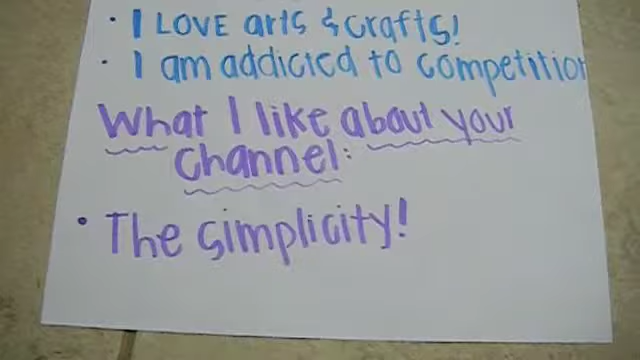 • I LOVE arts & crafts!
• I am addicted to competition
What I like about your
channel:
• The simplicity!